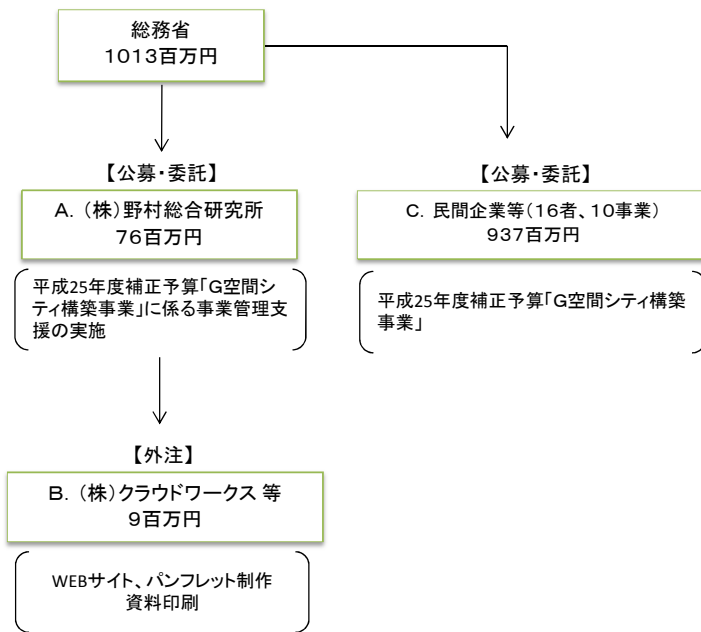 総務省
1013百万円
【公募・委託】
A. (株)野村総合研究所
76百万円
平成25年度補正予算「G空間シ
ティ構築事業」に係る事業管理支
援の実施
【外注】
B. (株)クラウドワークス 等
9百万円
WEBサイト、パンフレット制作
資料印刷
【公募・委託】
C. 民間企業等(16者、10事業)
937百万円
平成25年度補正予算「G空間シティ構築
事業」